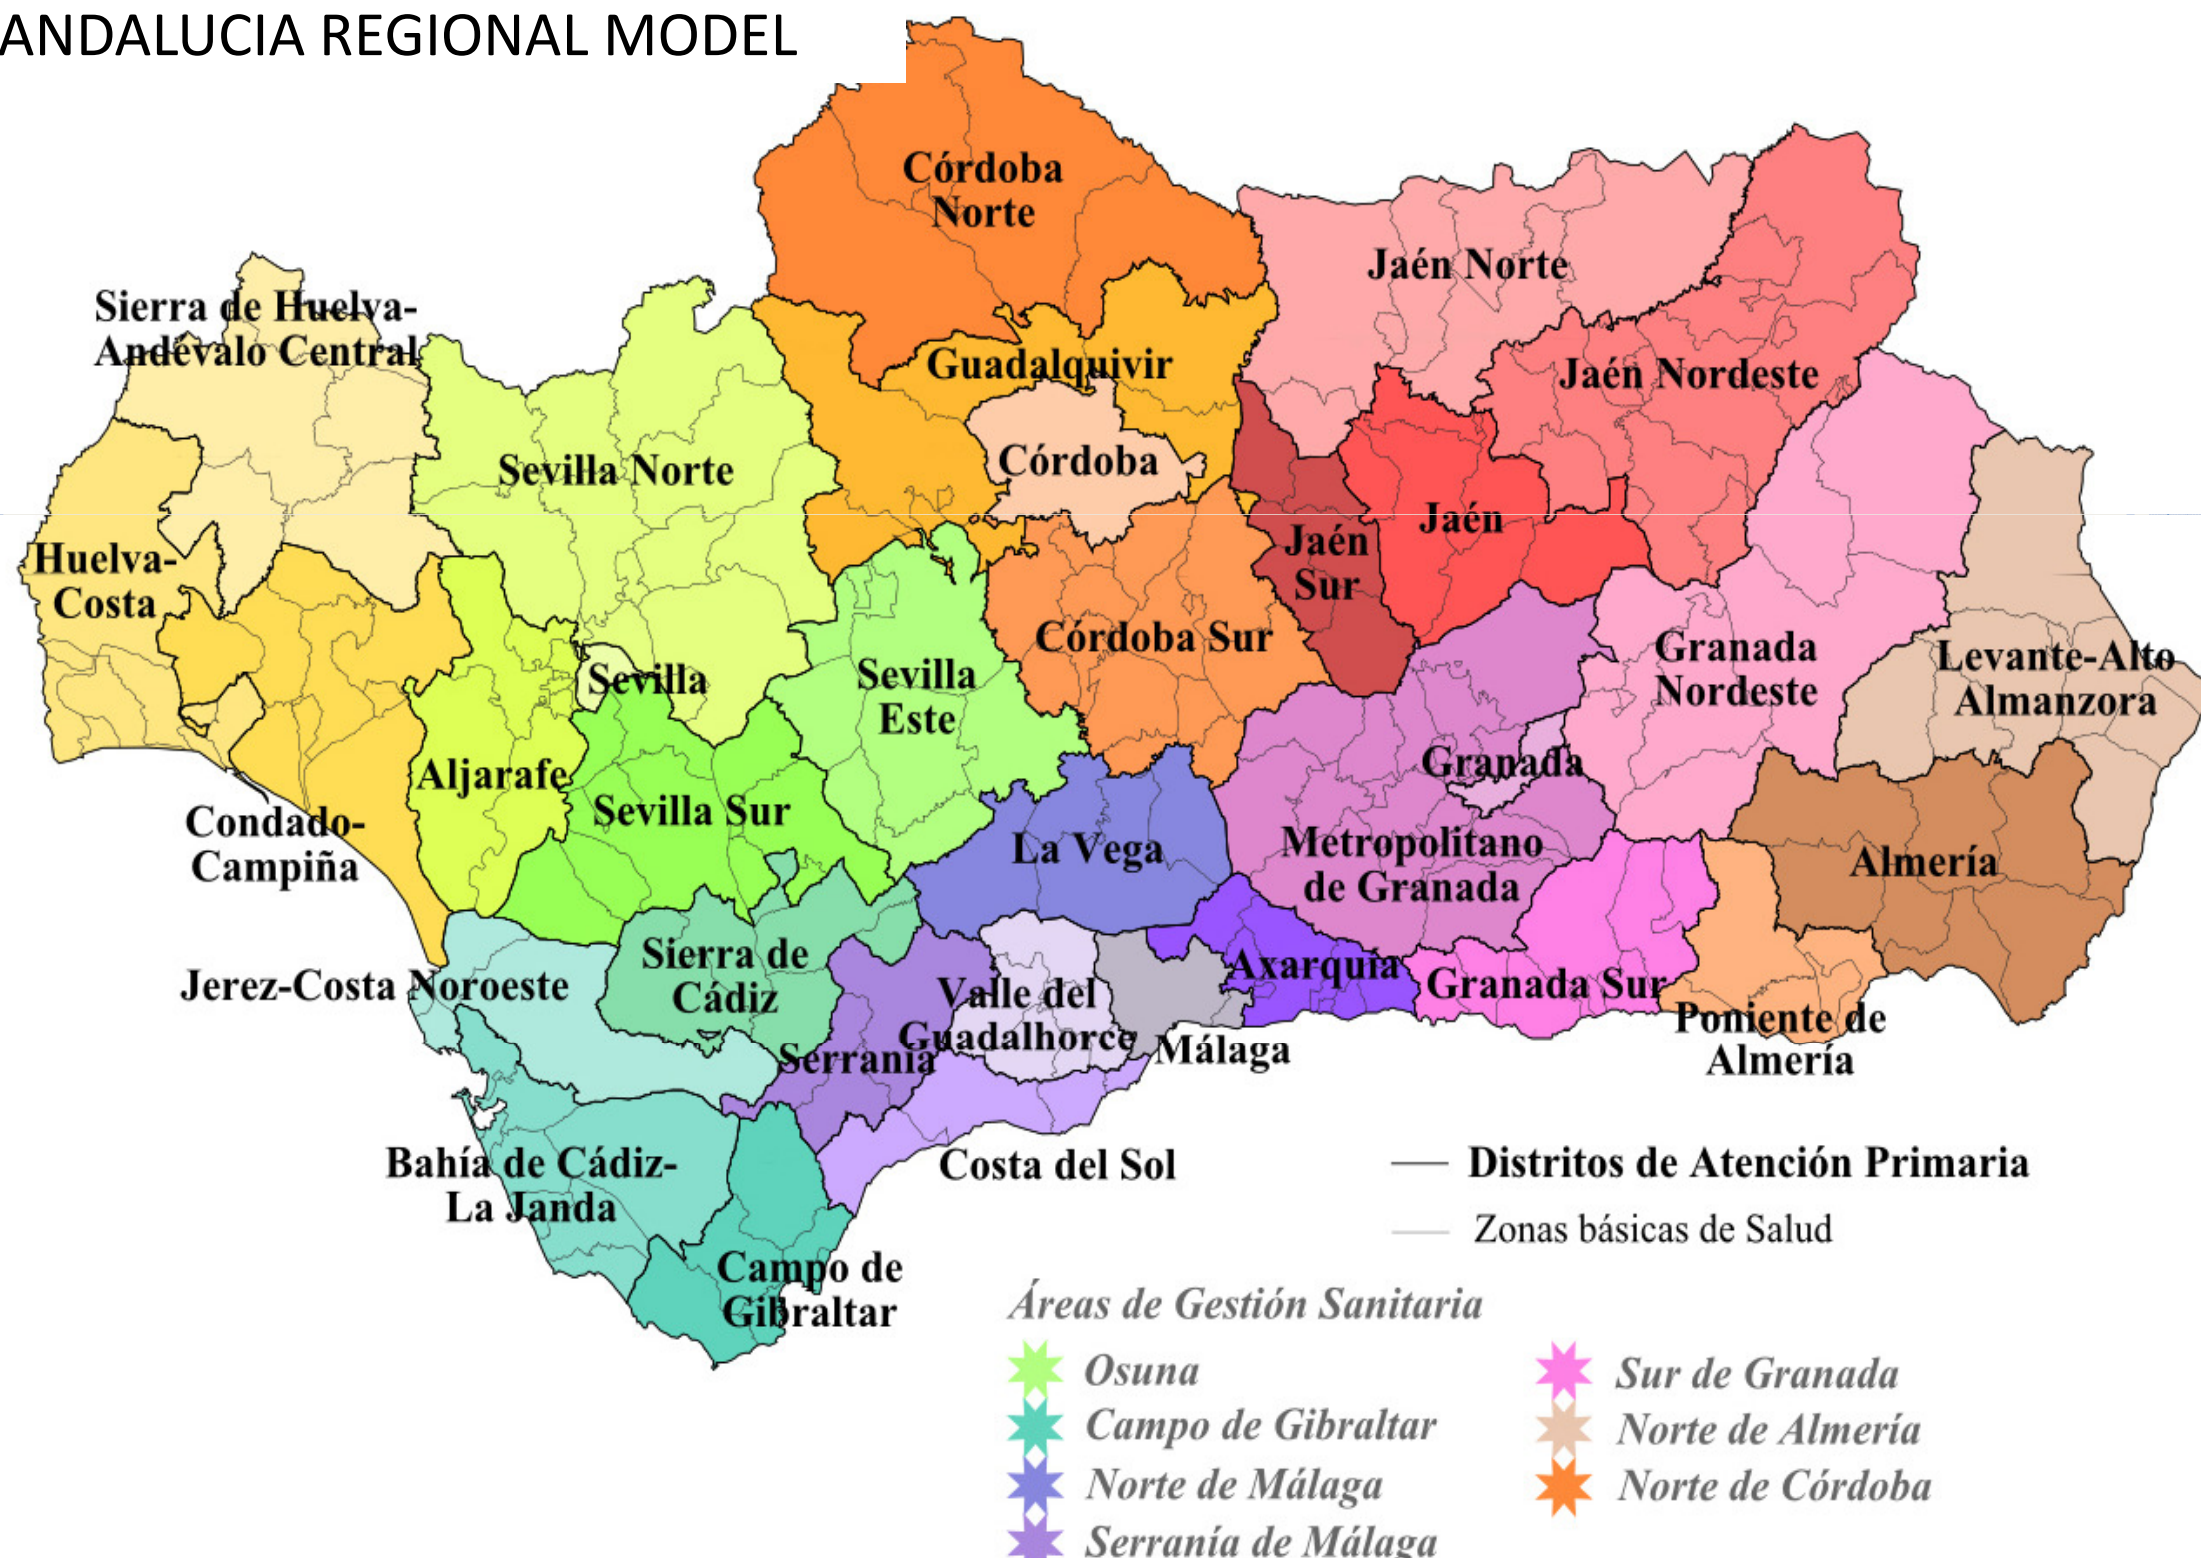 ANDALUCIA REGIONAL MODEL
Córdoba
Norte
Jaén Norte
Sierra de Huelva-
Andévalo Central
Guadalquivir
Jaén Nordeste
Sevilla Norte
Córdoba
Jaén
Jaén
Sur
Huelva-
Costa
Córdoba Sur
Granada
Nordeste
Levante-Alto
Almanzora
Sevilla
Sevilla
Este
Aljarafe
Granada
Sevilla Sur
Condado-
Campiña
La Vega
Metropolitano
de Granada
Almería
Sierra de
Cádiz
Jerez-Costa Noroeste
Valle del
Guadalhorce
Axarquía
Granada Sur
Poniente de
Almería
Serranía
Málaga
Bahía de Cádiz-
La Janda
Costa del Sol
Campo de
Gibraltar
Distritos de Atención Primaria
Zonas básicas de Salud
Áreas de Gestión Sanitaria
Osuna
Campo de Gibraltar
Norte de Málaga
Serranía de Málaga
Sur de Granada
Norte de Almería
Norte de Córdoba